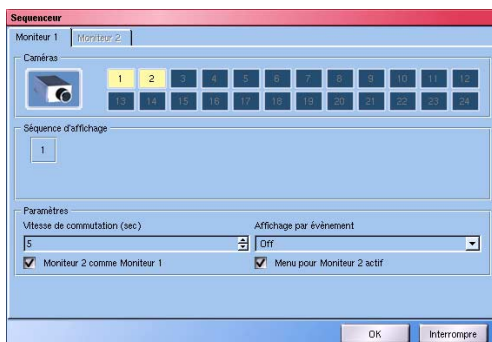 Sequenceur
Moniteur 1 Moniteur 2
Caméras
1 2 3 4 5 6 7 8 9 10 11 12
13 14 15 16 17 18 19 20 21 22 23 24
Séquence d'affichage
1
Paramètres
Vitesse de commutation (sec) Affichage par évènement
5 Off
Moniteur 2 comme Moniteur 1 Menu pour Moniteur 2 actif
OK Interrompre